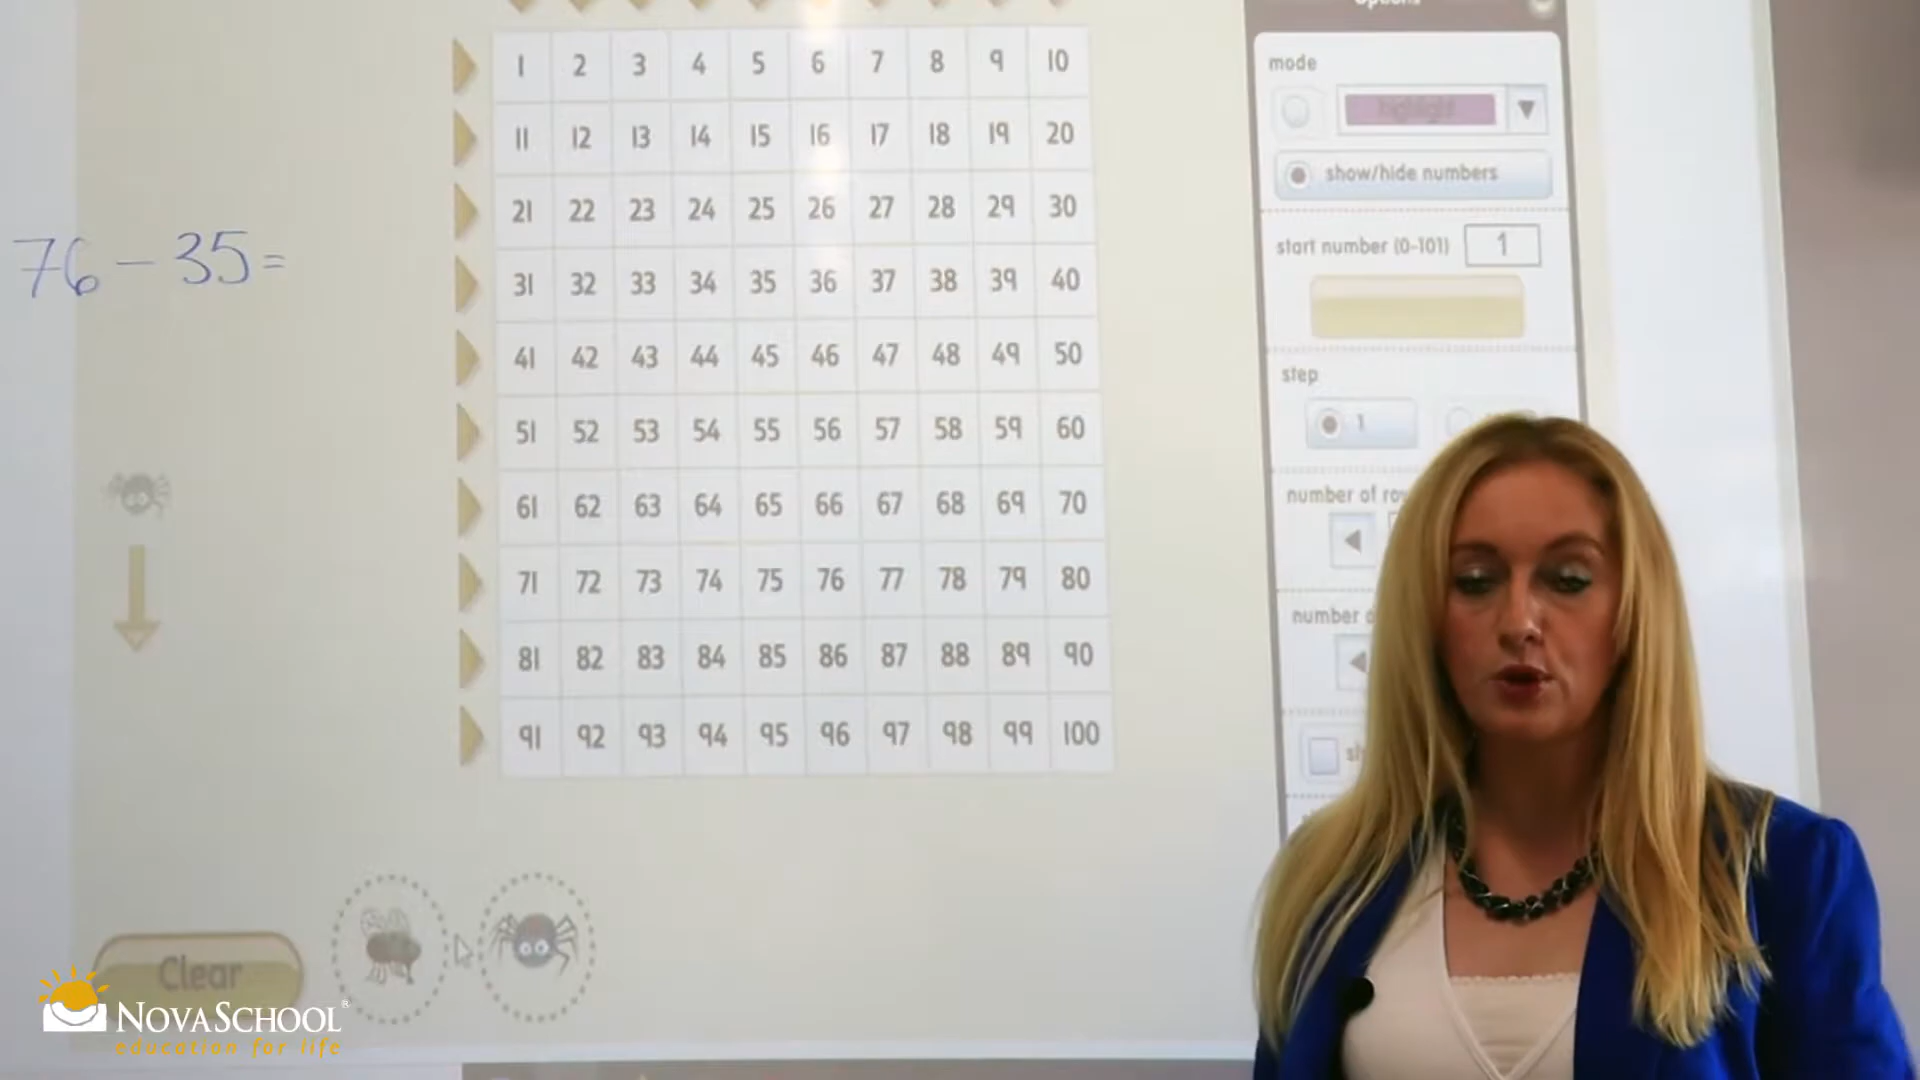 Options
mode
highlight
show/hide numbers
start number (0-101) 1
step
1
number of
number
76 - 35 =
1 2 3 4 5 6 7 8 9 10
11 12 13 14 15 16 17 18 19 20
21 22 23 24 25 26 27 28 29 30
31 32 33 34 35 36 37 38 39 40
41 42 43 44 45 46 47 48 49 50
51 52 53 54 55 56 57 58 59 60
61 62 63 64 65 66 67 68 69 70
71 72 73 74 75 76 77 78 79 80
81 82 83 84 85 86 87 88 89 90
91 92 93 94 95 96 97 98 99 100
Clear
NOVASCHOOL®
education for life